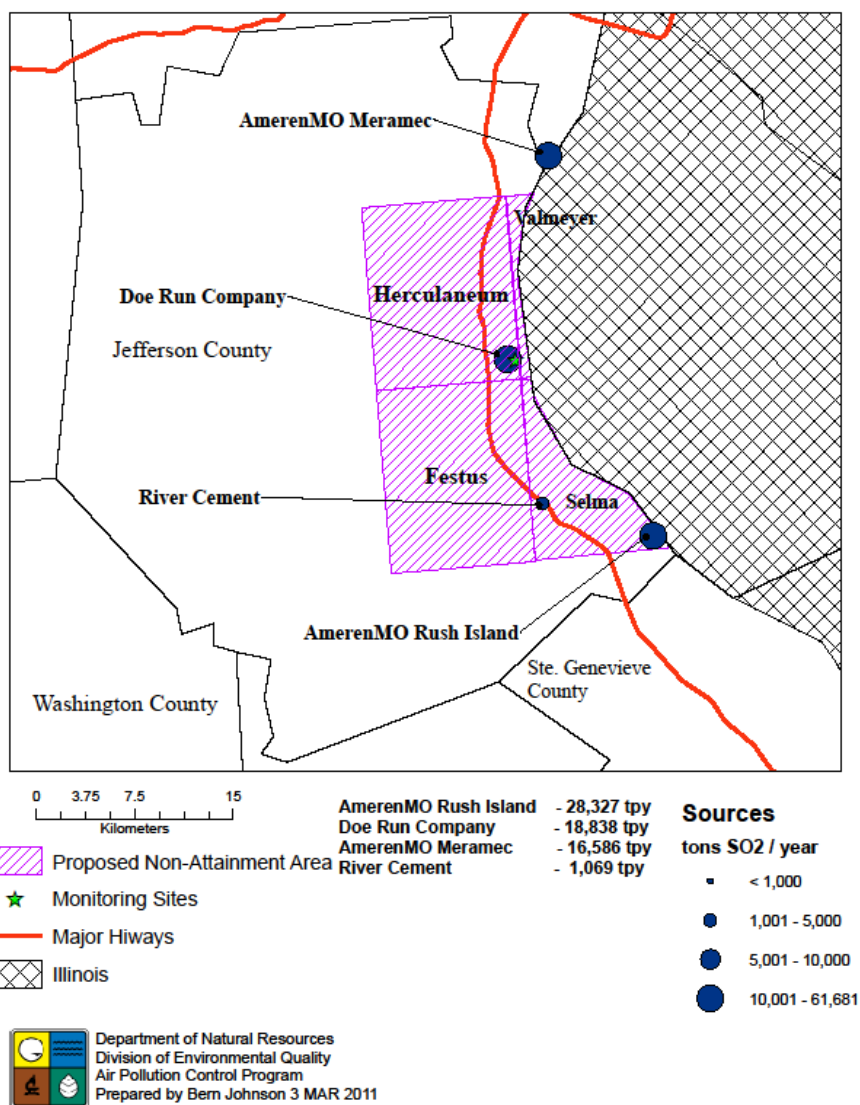 AmerenMO Meramec
Valmeyer
Herculaneum
Doe Run Company
Jefferson County
Festus
River Cement
Selma
AmerenMO Rush Island
Ste. Genevieve
County
Washington County
0 3.75 7.5 15
Kilometers
AmerenMO Rush Island - 28,327 tpy
Doe Run Company - 18,838 tpy
AmerenMO Meramec - 16,586 tpy
River Cement - 1,069 tpy
Proposed Non-Attainment Area
Monitoring Sites
Major Hiways
Illinois
Sources
tons SO2 / year
< 1,000
1,001 - 5,000
5,001 - 10,000
10,001 - 61,681
Department of Natural Resources
Division of Environmental Quality
Air Pollution Control Program
Prepared by Bern Johnson 3 MAR 2011